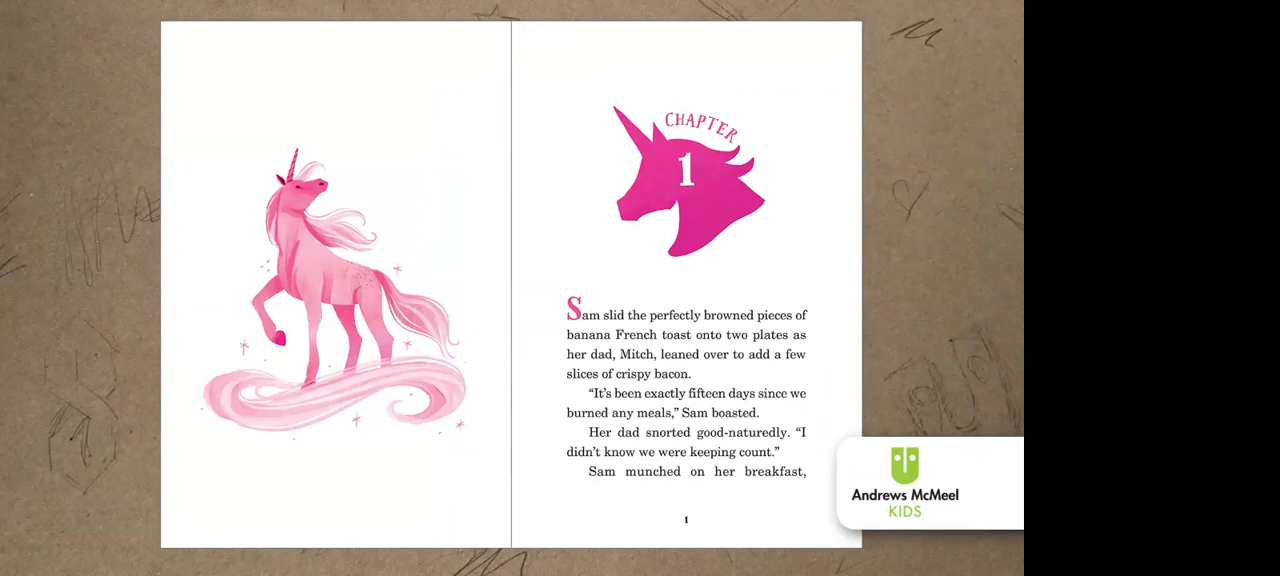 CHAPTER
1
Sam slid the perfectly browned pieces of
banana French toast onto two plates as
her dad, Mitch, leaned over to add a few
slices of crispy bacon.
“It’s been exactly fifteen days since we
burned any meals,” Sam boasted.
Her dad snorted good-naturedly. “I
didn’t know we were keeping count.”
Sam munched on her breakfast,
1
Andrews McMeel
KIDS